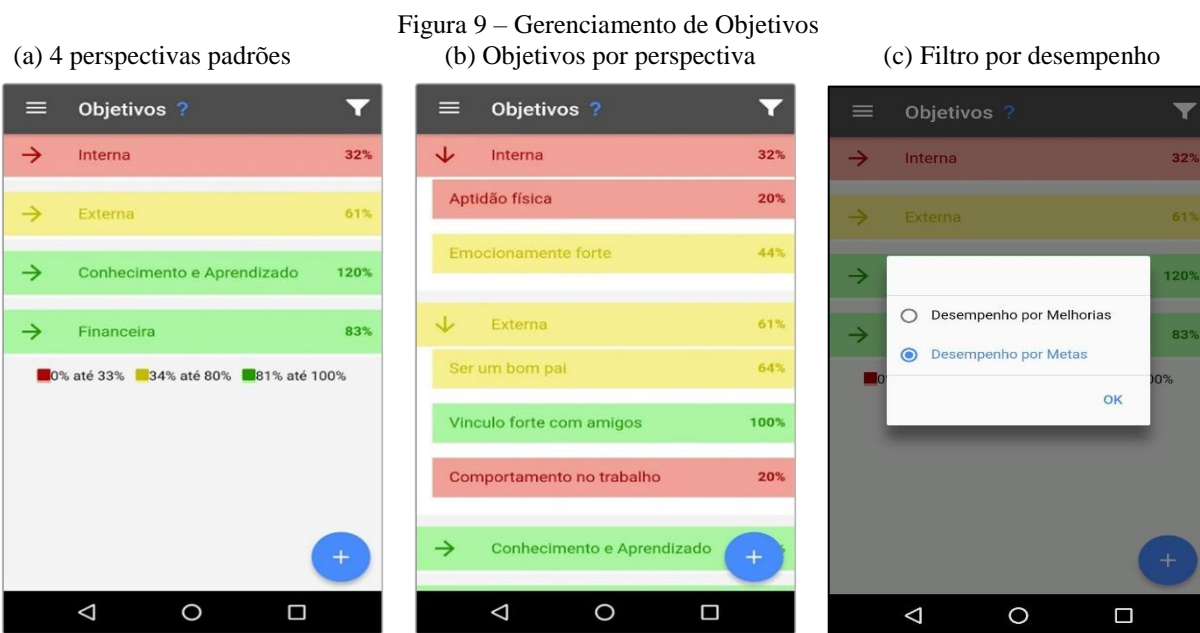 Figura 9 – Gerenciamento de Objetivos
(a) 4 perspectivas padrões
(b) Objetivos por perspectiva
(c) Filtro por desempenho
Objetivos ?
Interna 32%
Externa 61%
Conhecimento e Aprendizado 120%
Financeira 83%
0% até 33% 34% até 80% 81% até 100%
+
Objetivos ?
Interna 32%
Aptidão física 20%
Emocionamente forte 44%
Externa 61%
Ser um bom pai 64%
Vinculo forte com amigos 100%
Comportamento no trabalho 20%
Conhecimento e Aprendizado
+
Objetivos ?
Interna 32%
Externa 61%
120%
Desempenho por Melhorias
83%
Desempenho por Metas
OK
+